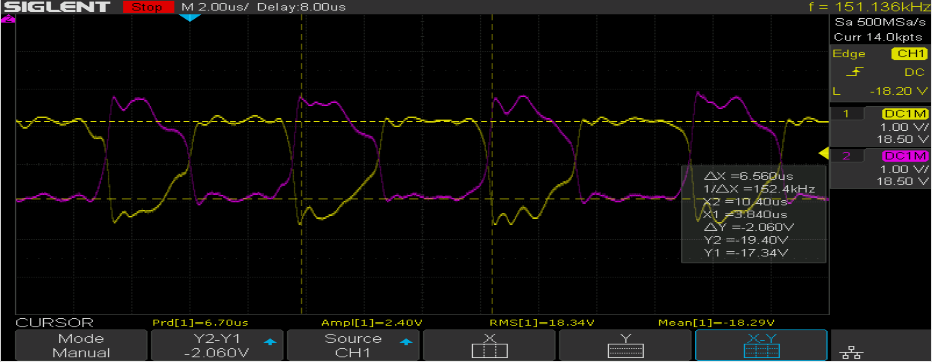 SIGLENT Stop M 2.00us/ Delay:8.00us f = 151.136kHz
Sa 500MSa/s
Curr 14.0kpts
Edge CH1
DC
L -18.20 V
1 DC1M
1.00 V/
18.50 V
2 DC1M
1.00 V/
18.50 V
2
△X =6.560us
1/△X =152.4kHz
X2 =10.40us
X1 =3.840us
△Y =-2.060V
Y2 =-19.40V
Y1 =-17.34V
CURSOR Prd[1]=6.70us Ampl[1]=2.40V RMS[1]=18.34V Mean[1]=-18.29V
Mode Y2-Y1 Source X Y X-Y
Manual -2.060V CH1